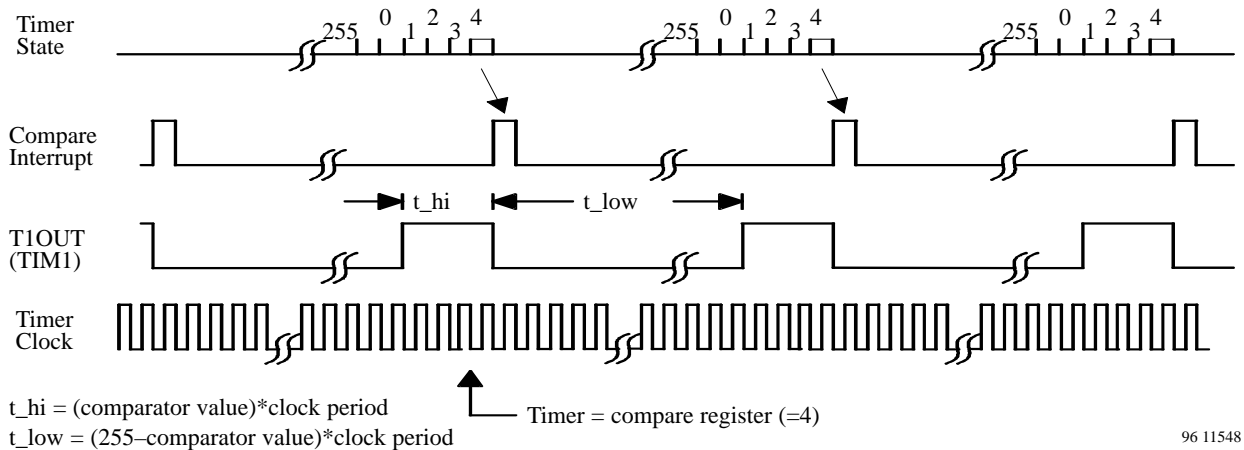 Timer State
255 0 1 2 3 4 255 0 1 2 3 4 255 0 1 2 3 4
Compare Interrupt
t_hi t_low
T1OUT (TIM1)
Timer Clock
t_hi = (comparator value)*clock period
Timer = compare register (=4)
t_low = (255–comparator value)*clock period
96 11548